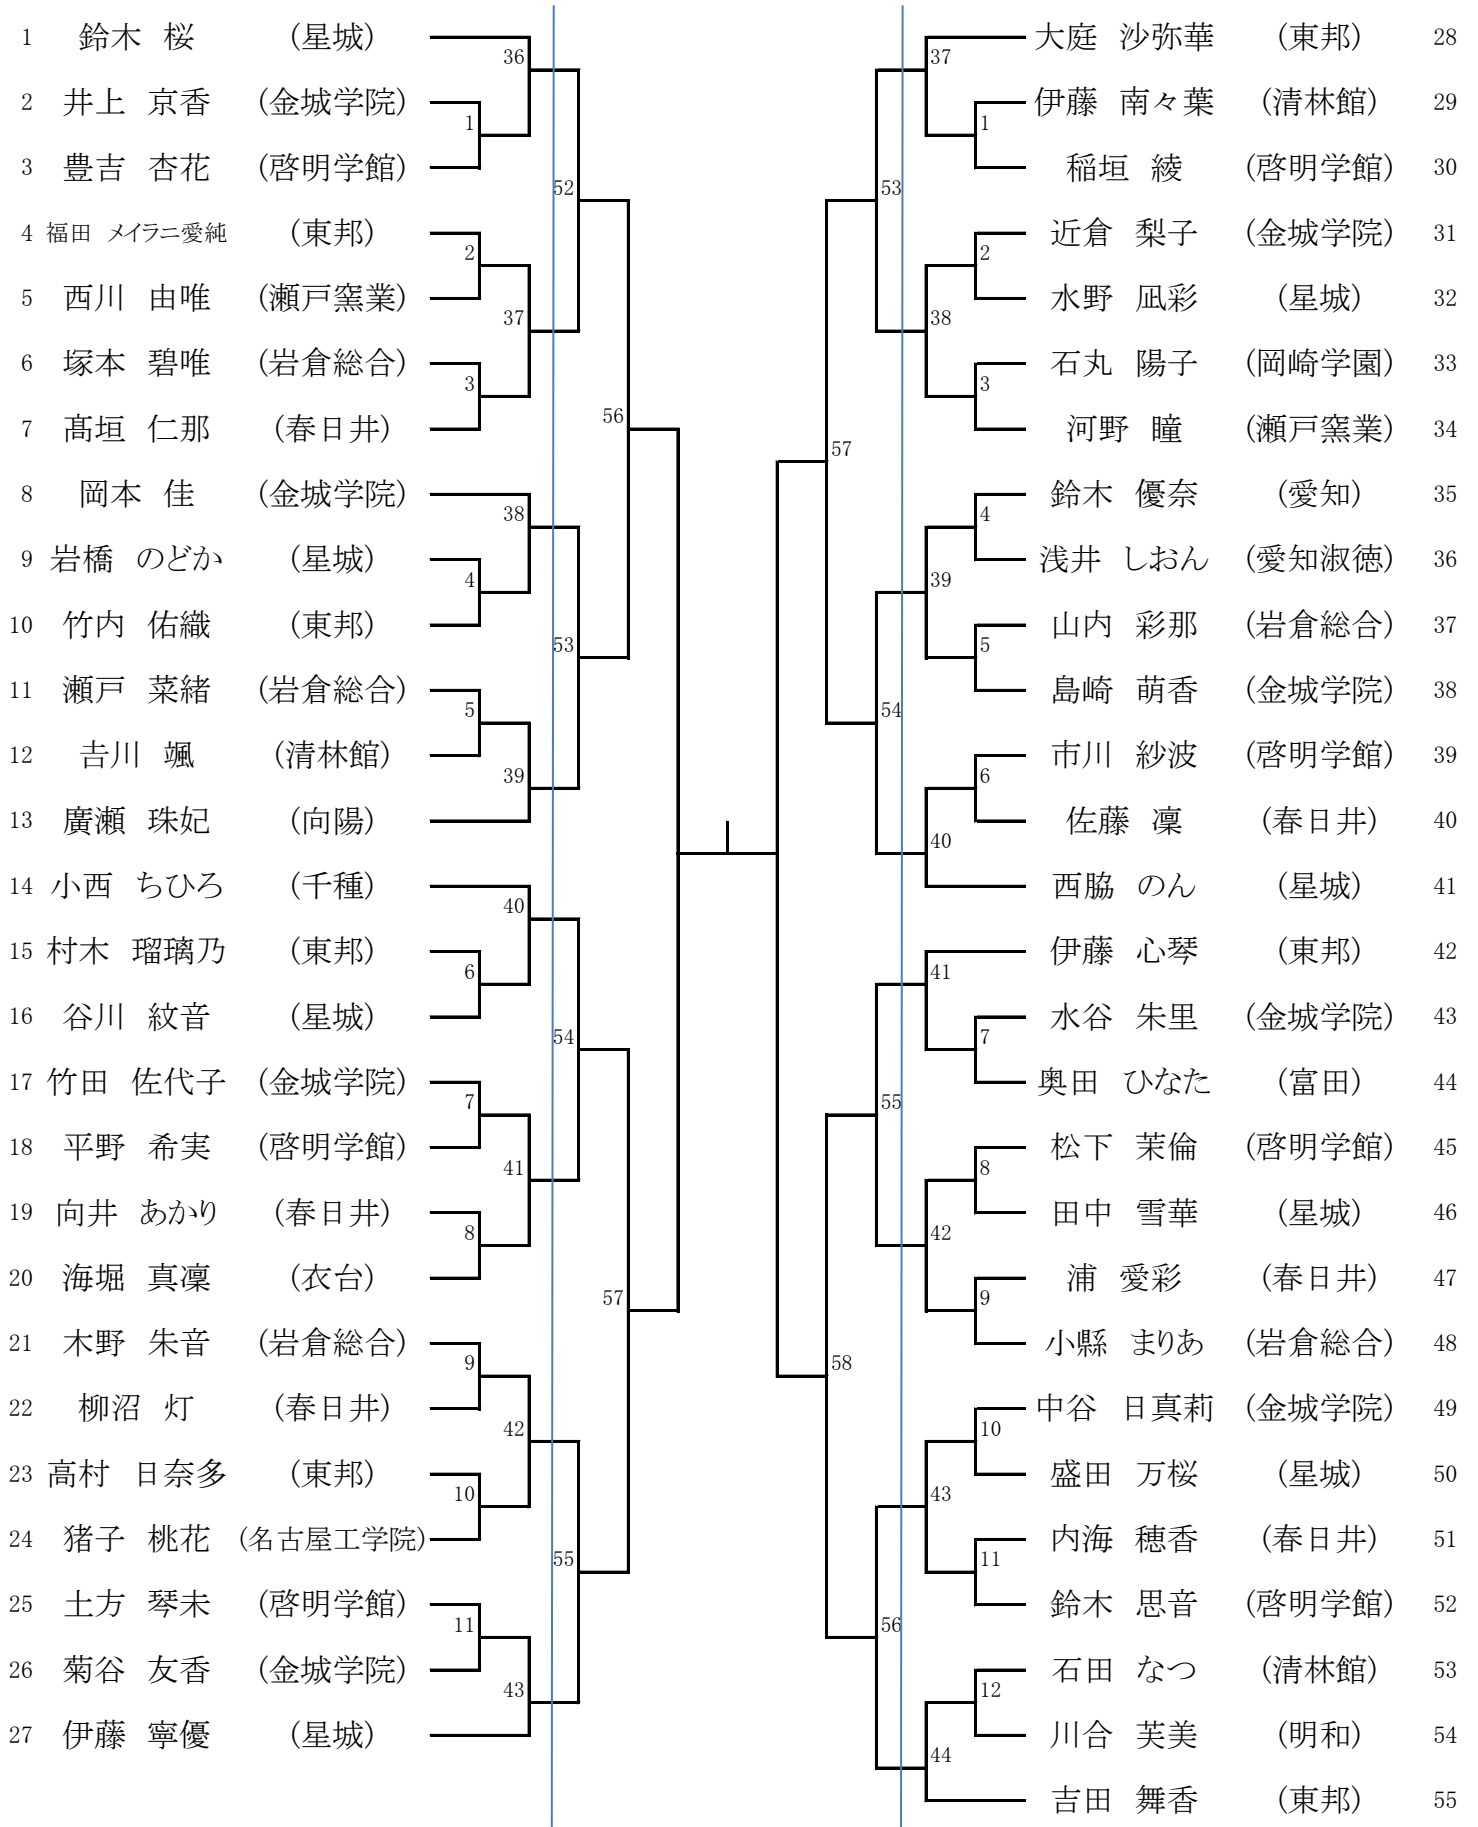 1 鈴木 桜 (星城)
36
2 井上 京香 (金城学院)
1
3 豊吉 杏花 (啓明学館)
52
4 福田 メイラニ愛純 (東邦)
2
5 西川 由唯 (瀬戸窯業)
37
6 塚本 碧唯 (岩倉総合)
3
7 髙垣 仁那 (春日井)
56
8 岡本 佳 (金城学院)
38
9 岩橋 のどか (星城)
4
10 竹内 佑織 (東邦)
53
11 瀬戸 菜緒 (岩倉総合)
5
12 𠮷川 颯 (清林館)
39
13 廣瀬 珠妃 (向陽)
14 小西 ちひろ (千種)
40
15 村木 瑠璃乃 (東邦)
6
16 谷川 紋音 (星城)
54
17 竹田 佐代子 (金城学院)
7
18 平野 希実 (啓明学館)
41
19 向井 あかり (春日井)
8
20 海堀 真凜 (衣台)
57
21 木野 朱音 (岩倉総合)
9
22 柳沼 灯 (春日井)
42
23 高村 日奈多 (東邦)
10
24 猪子 桃花 (名古屋工学院)
55
25 土方 琴未 (啓明学館)
11
26 菊谷 友香 (金城学院)
43
27 伊藤 寧優 (星城)
大庭 沙弥華 (東邦) 28
37
伊藤 南々葉 (清林館) 29
1
稲垣 綾 (啓明学館) 30
53
近倉 梨子 (金城学院) 31
2
水野 凪彩 (星城) 32
38
石丸 陽子 (岡崎学園) 33
3
河野 瞳 (瀬戸窯業) 34
57
鈴木 優奈 (愛知) 35
4
浅井 しおん (愛知淑徳) 36
39
山内 彩那 (岩倉総合) 37
5
島崎 萌香 (金城学院) 38
54
市川 紗波 (啓明学館) 39
6
佐藤 凜 (春日井) 40
40
西脇 のん (星城) 41
伊藤 心琴 (東邦) 42
41
水谷 朱里 (金城学院) 43
7
奥田 ひなた (富田) 44
55
松下 茉倫 (啓明学館) 45
8
田中 雪華 (星城) 46
42
浦 愛彩 (春日井) 47
9
小縣 まりあ (岩倉総合) 48
58
中谷 日真莉 (金城学院) 49
10
盛田 万桜 (星城) 50
43
内海 穂香 (春日井) 51
11
鈴木 思音 (啓明学館) 52
56
石田 なつ (清林館) 53
12
川合 芙美 (明和) 54
44
吉田 舞香 (東邦) 55